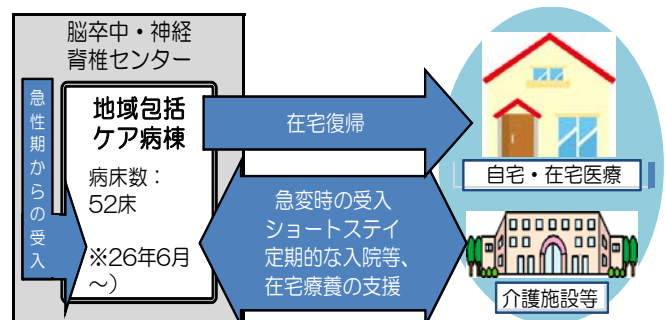 脳卒中・神経
脊椎センター
急性期からの受入
地域包括
ケア病棟
病床数：
52床
※26年6月
～）
在宅復帰
急変時の受入
ショートステイ
定期的な入院等、
在宅療養の支援
自宅・在宅医療
介護施設等